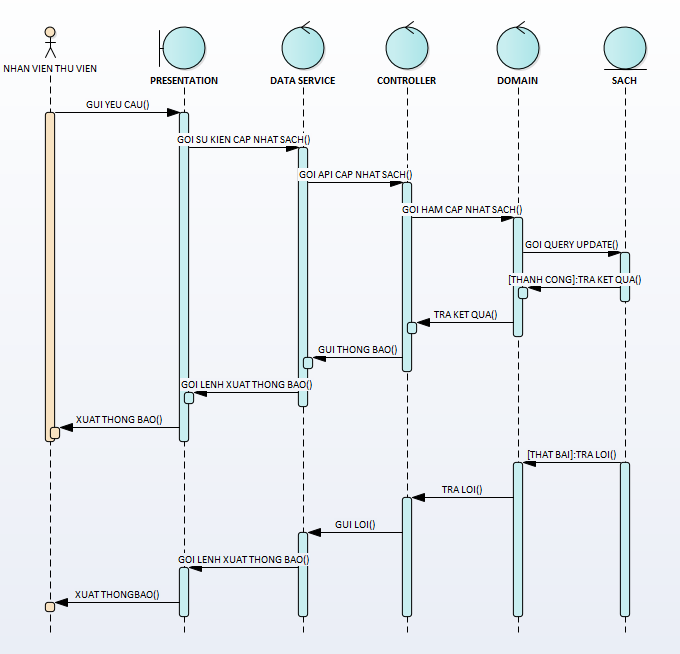 NHAN VIEN THU VIEN
PRESENTATION
DATA SERVICE
CONTROLLER
DOMAIN
SACH
GUI YEU CAU()
GOI SU KIEN CAP NHAT SACH()
GOI API CAP NHAT SACH()
GOI HAM CAP NHAT SACH()
GOI QUERY UPDATE()
[THANH CONG]:TRA KET QUA()
TRA KET QUA()
GUI THONG BAO()
GOI LENH XUAT THONG BAO()
XUAT THONG BAO()
[THAT BAI]:TRA LOI()
TRA LOI()
GUI LOI()
GOI LENH XUAT THONG BAO()
XUAT THONGBAO()